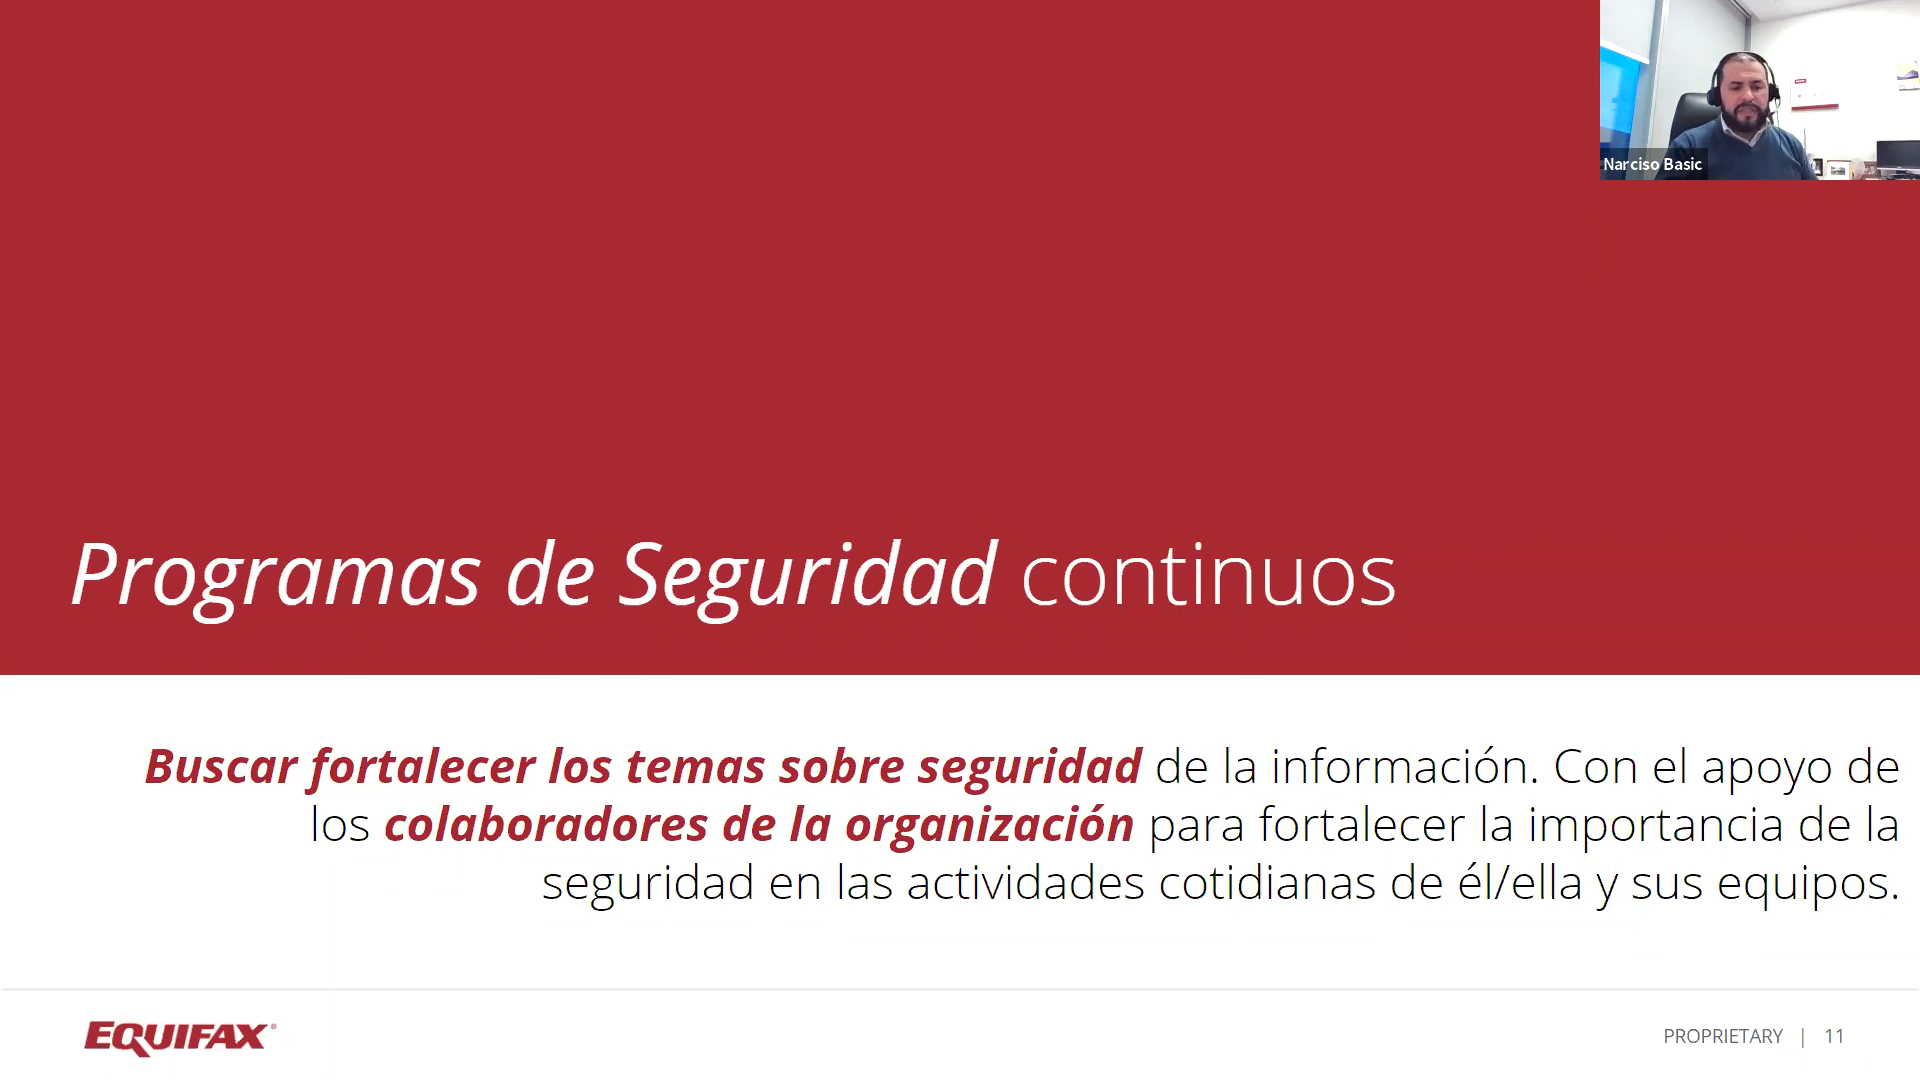 Narciso Basic
Programas de Seguridad continuos
Buscar fortalecer los temas sobre seguridad de la información. Con el apoyo de
los colaboradores de la organización para fortalecer la importancia de la
seguridad en las actividades cotidianas de él/ella y sus equipos.
EQUIFAX®
PROPRIETARY | 11